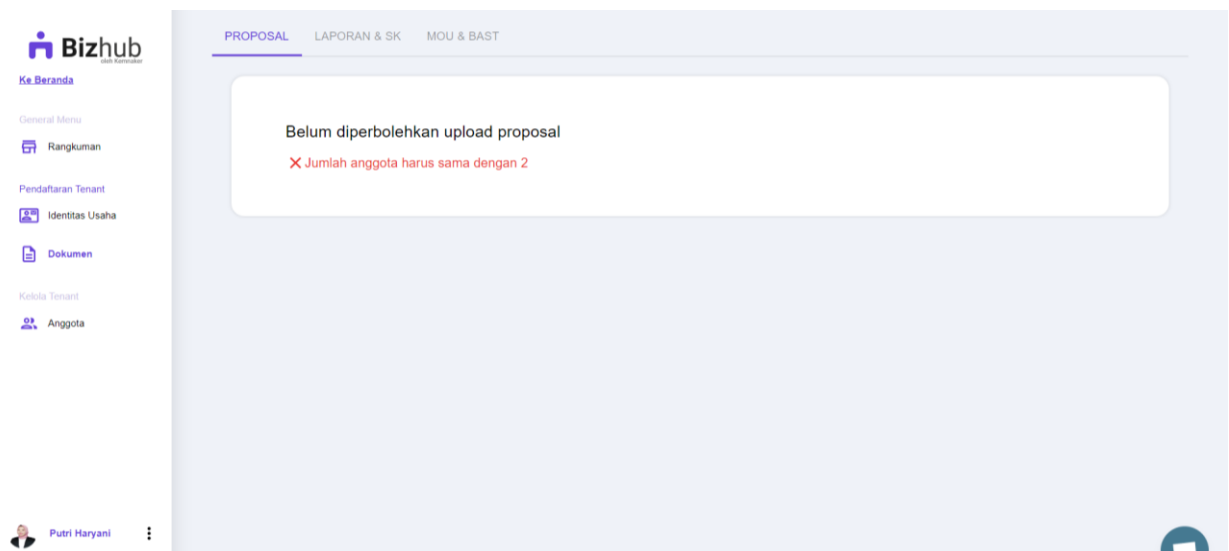 Bizhub
oleh Kemnaker
Ke Beranda
General Menu
Rangkuman
Pendaftaran Tenant
Identitas Usaha
Dokumen
Kelola Tenant
Anggota
Putri Haryani
PROPOSAL LAPORAN & SK MOU & BAST
Belum diperbolehkan upload proposal
Jumlah anggota harus sama dengan 2